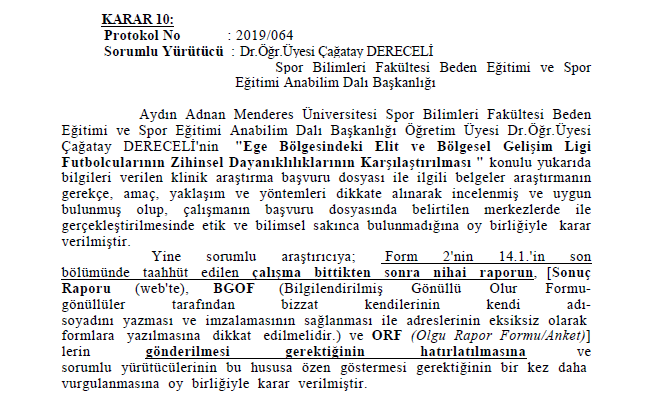 KARAR 10:
Protokol No : 2019/064
Sorumlu Yürütücü : Dr.Öğr.Üyesi Çağatay DERECELİ
Spor Bilimleri Fakültesi Beden Eğitimi ve Spor
Eğitimi Anabilim Dalı Başkanlığı
Aydın Adnan Menderes Üniversitesi Spor Bilimleri Fakültesi Beden
Eğitimi ve Spor Eğitimi Anabilim Dalı Başkanlığı Öğretim Üyesi Dr.Öğr.Üyesi
Çağatay DERECELİ'nin "Ege Bölgesindeki Elit ve Bölgesel Gelişim Ligi
Futbolcularının Zihinsel Dayanıklılıklarının Karşılaştırılması " konulu yukarıda
bilgileri verilen klinik araştırma başvuru dosyası ile ilgili belgeler araştırmanın
gerekçe, amaç, yaklaşım ve yöntemleri dikkate alınarak incelenmiş ve uygun
bulunmuş olup, çalışmanın başvuru dosyasında belirtilen merkezlerde ile
gerçekleştirilmesinde etik ve bilimsel sakınca bulunmadığına oy birliğiyle karar
verilmiştir.
Yine sorumlu araştırıcıya; Form 2'nin 14.1.'in son
bölümünde taahhüt edilen çalışma bittikten sonra nihai raporun, [Sonuç
Raporu (web'te), BGOF (Bilgilendirilmiş Gönüllü Olur Formu-
gönüllüler tarafından bizzat kendilerinin kendi adı-
soyadını yazması ve imzalamasının sağlanması ile adreslerinin eksiksiz olarak
formlara yazılmasına dikkat edilmelidir.) ve ORF (Olgu Rapor Formu/Anket)]
lerin gönderilmesi gerektiğinin hatırlatılmasına ve
sorumlu yürütücülerinin bu hususa özen göstermesi gerektiğinin bir kez daha
vurgulanmasına oy birliğiyle karar verilmiştir.